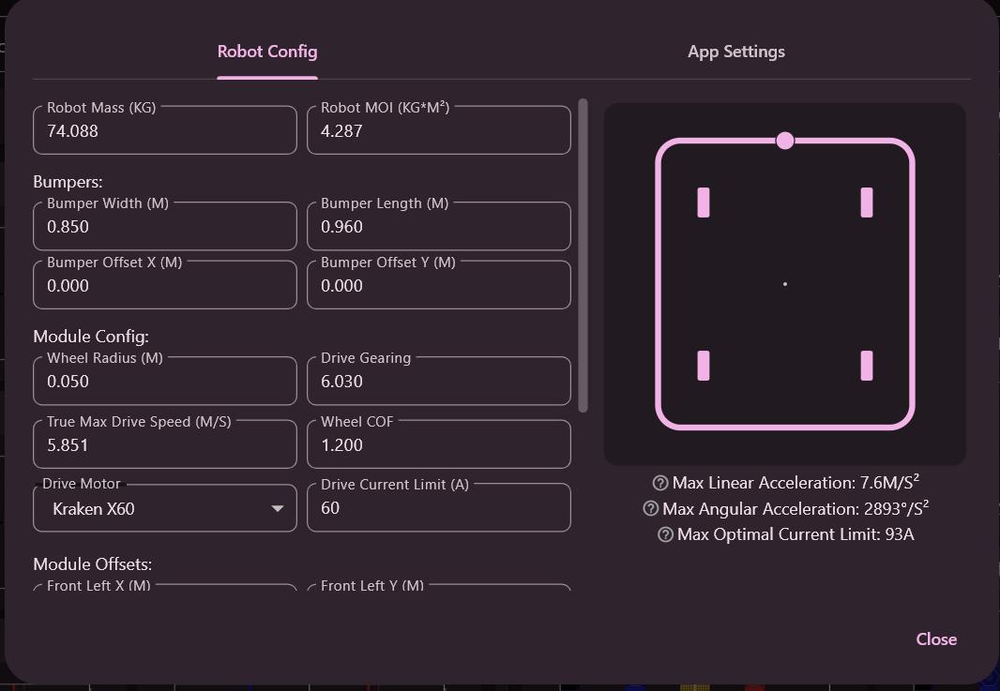 Robot Config App Settings
Robot Mass (KG) Robot MOI (KG*M²)
74.088 4.287
Bumpers:
Bumper Width (M) Bumper Length (M)
0.850 0.960
Bumper Offset X (M) Bumper Offset Y (M)
0.000 0.000
Module Config:
Wheel Radius (M) Drive Gearing
0.050 6.030
True Max Drive Speed (M/S) Wheel COF
5.851 1.200
Drive Motor Drive Current Limit (A)
Kraken X60 60
Module Offsets:
Front Left X (M) Front Left Y (M)
Max Linear Acceleration: 7.6M/S²
Max Angular Acceleration: 2893°/S²
Max Optimal Current Limit: 93A
Close